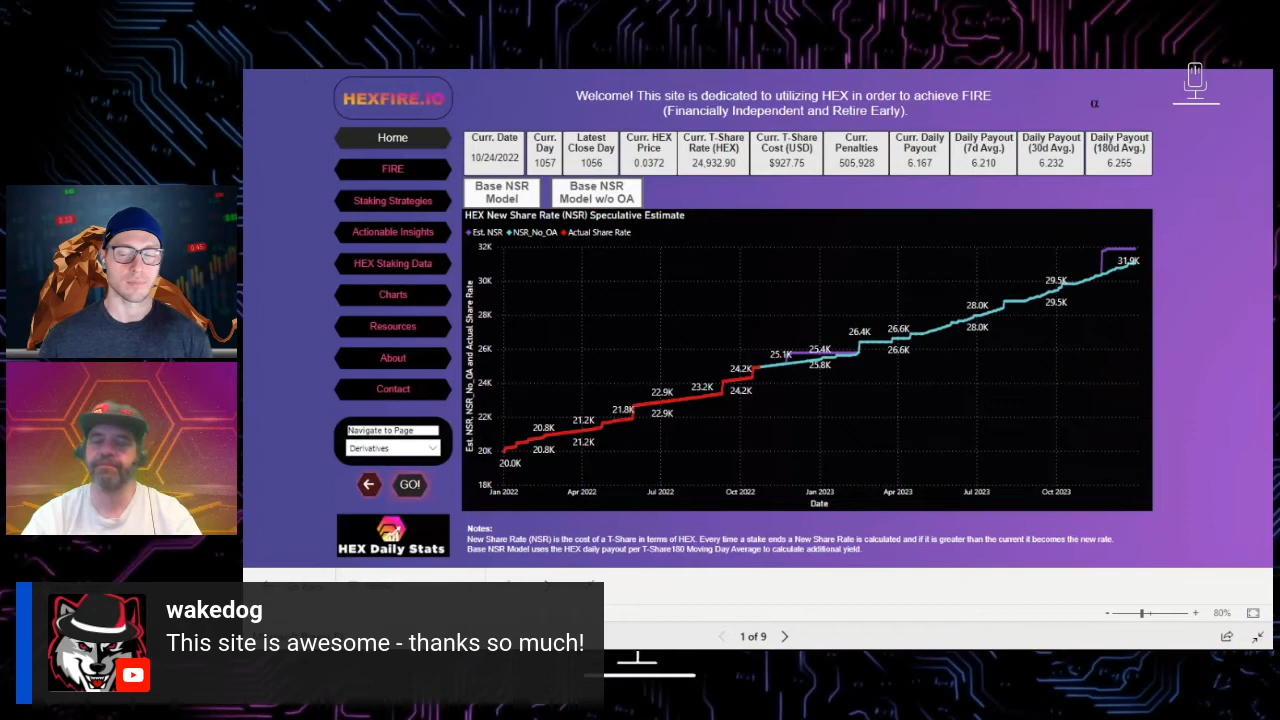 HEXFIRE.IO
Welcome! This site is dedicated to utilizing HEX in order to achieve FIRE
(Financially Independent and Retire Early).
α
Home
FIRE
Staking Strategies
Actionable Insights
HEX Staking Data
Charts
Resources
About
Contact
Navigate to Page
Derivatives
GO!
HEX Daily Stats
Curr. Date
10/24/2022
Curr. Day
1057
Latest Close Day
1056
Curr. HEX Price
0.0372
Curr. T-Share Rate (HEX)
24,932.90
Curr. T-Share Cost (USD)
$927.75
Curr. Penalties
505,928
Curr. Daily Payout
6.167
Daily Payout (7d Avg.)
6.210
Daily Payout (30d Avg.)
6.232
Daily Payout (180d Avg.)
6.255
Base NSR Model
Base NSR Model w/o OA
HEX New Share Rate (NSR) Speculative Estimate
Est. NSR NSR_No_OA Actual Share Rate
Est. NSR, NSR_No_OA and Actual Share Rate
32K
30K
28K
26K
24K
22K
20K
18K
20.0K
20.8K
20.8K
21.2K
21.2K
21.8K
22.9K
22.9K
23.2K
24.2K
24.2K
25.1K
25.4K
25.8K
26.4K
26.6K
26.6K
28.0K
28.0K
29.5K
29.5K
31.9K
Jan 2022 Apr 2022 Jul 2022 Oct 2022 Jan 2023 Apr 2023 Jul 2023 Oct 2023
Date
Notes:
New Share Rate (NSR) is the cost of a T-Share in terms of HEX. Every time a stake ends a New Share Rate is calculated and if it is greater than the current it becomes the new rate.
Base NSR Model uses the HEX daily payout per T-Share180 Moving Day Average to calculate additional yield.
- + 80%
1 of 9
wakedog
This site is awesome - thanks so much!